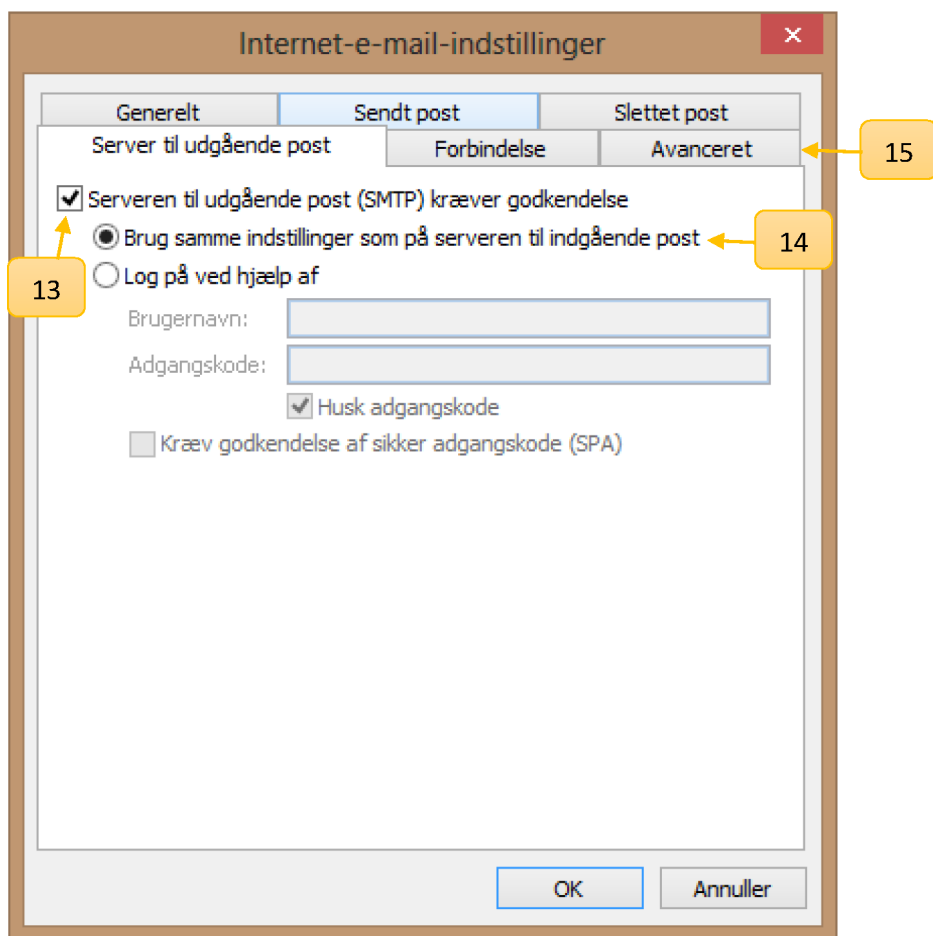 Internet-e-mail-indstillinger
Generelt
Sendt post
Slettet post
Server til udgående post
Forbindelse
Avanceret
15
Serveren til udgående post (SMTP) kræver godkendelse
Brug samme indstillinger som på serveren til indgående post
14
13
Log på ved hjælp af
Brugernavn:
Adgangskode:
Husk adgangskode
Kræv godkendelse af sikker adgangskode (SPA)
OK
Annuller